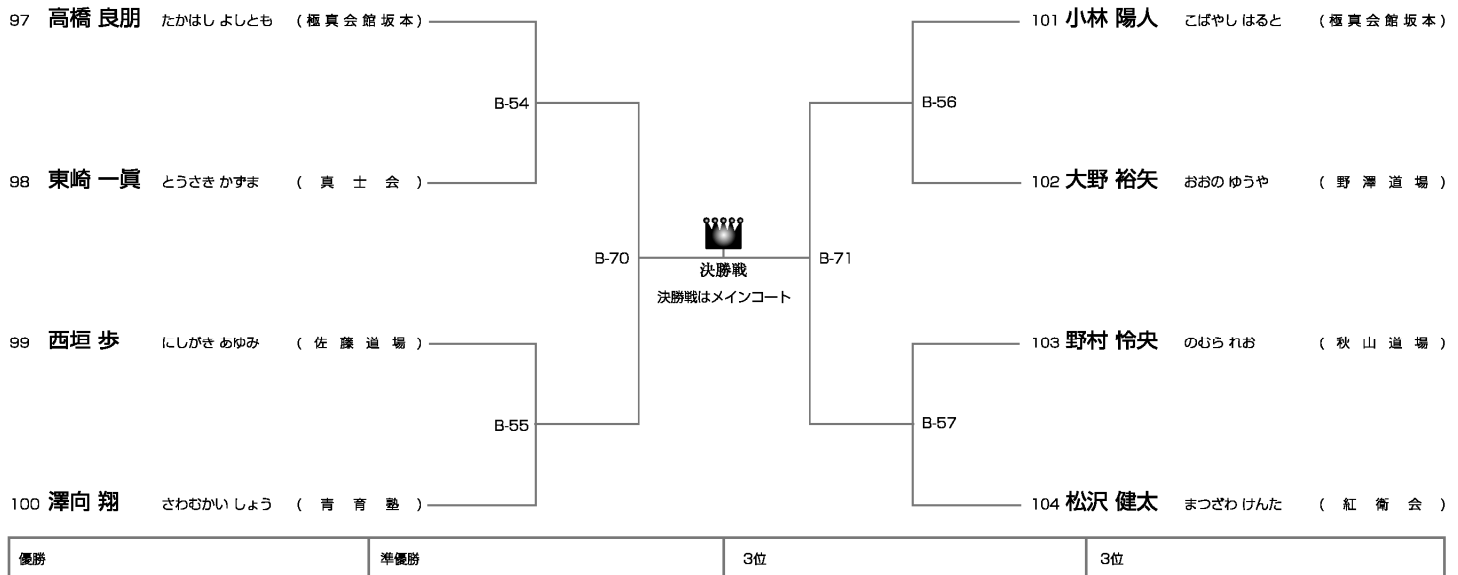 97 高橋 良朋 たかはし よしとも (極真会館坂本)
B-54
98 東崎 一眞 とうさき かずま (真士会)
B-70
99 西垣 歩 にしがき あゆみ (佐藤道場)
B-55
100 澤向 翔 さわむかい しょう (青育塾)
決勝戦
決勝戦はメインコート
101 小林 陽人 こばやし はると (極真会館坂本)
B-56
102 大野 裕矢 おおの ゆうや (野澤道場)
B-71
103 野村 怜央 のむら れお (秋山道場)
B-57
104 松沢 健太 まつざわ けんた (紅衛会)
優勝 準優勝 3位 3位